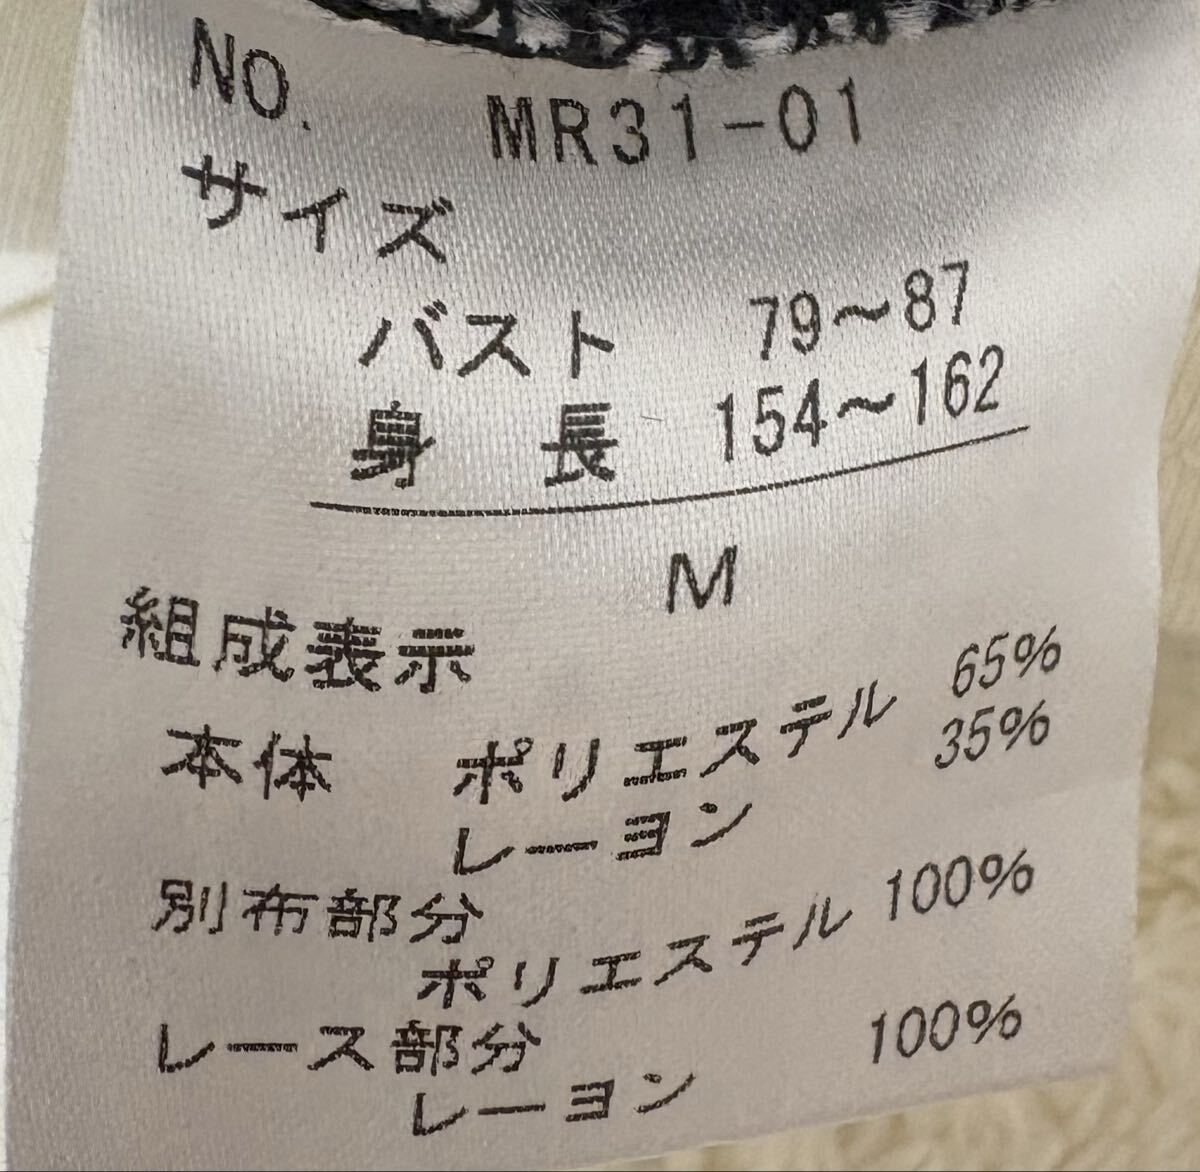 NO. MR31-01
サイズ
バスト 79～87
身 長 154～162
M
組成表示
本体 ポリエステル 65%
レーヨン 35%
別布部分
ポリエステル 100%
レース部分
レーヨン 100%